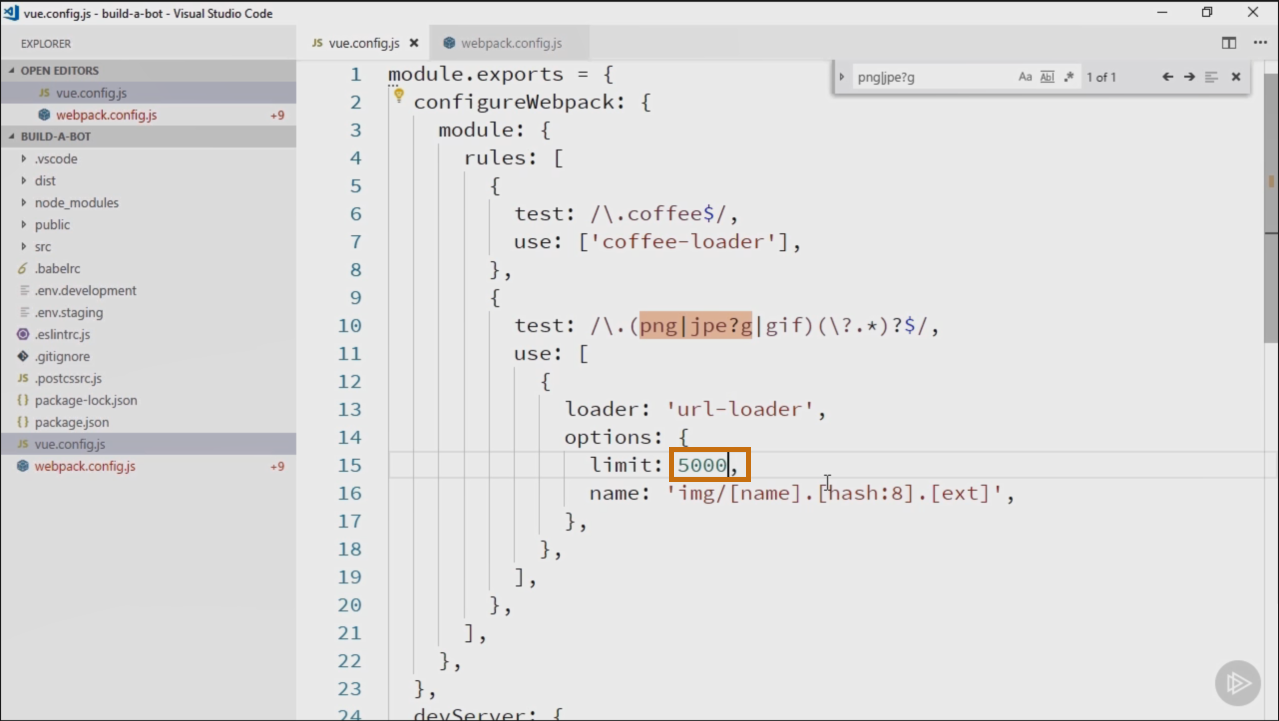 vue.config.js - build-a-bot - Visual Studio Code
EXPLORER
OPEN EDITORS
JS vue.config.js
webpack.config.js +9
BUILD-A-BOT
.vscode
dist
node_modules
public
src
.babelrc
.env.development
.env.staging
.eslintrc.js
.gitignore
JS .postcssrc.js
{} package-lock.json
{} package.json
JS vue.config.js
webpack.config.js +9
JS vue.config.js
webpack.config.js
png|jpe?g Aa Abl .* 1 of 1
1 module.exports = {
2 configureWebpack: {
3 module: {
4 rules: [
5 {
6 test: /\.coffee$/,
7 use: ['coffee-loader'],
8 },
9 {
10 test: /\.(png|jpe?g|gif)(\?.*)?$/,
11 use: [
12 {
13 loader: 'url-loader',
14 options: {
15 limit: 5000,
16 name: 'img/[name].[hash:8].[ext]',
17 },
18 },
19 ],
20 },
21 ],
22 },
23 },
24 devServer: {